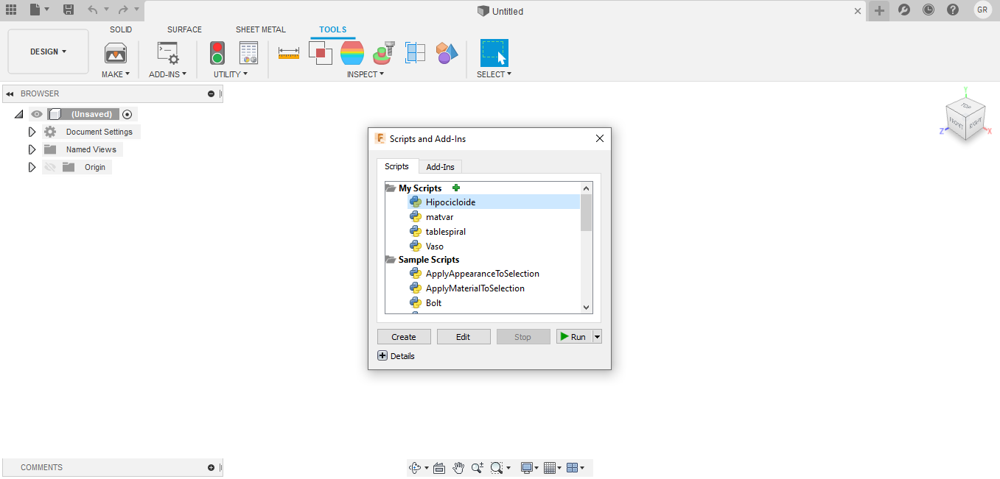 Untitled
GR
SOLID
SURFACE
SHEET METAL
TOOLS
DESIGN
MAKE
ADD-INS
UTILITY
INSPECT
SELECT
BROWSER
(Unsaved)
Document Settings
Named Views
Origin
Y
TOP
FRONT
RIGHT
Z
X
Scripts and Add-Ins
Scripts
Add-Ins
My Scripts
Hipocicloide
matvar
tablespiral
Vaso
Sample Scripts
ApplyAppearanceToSelection
ApplyMaterialToSelection
Bolt
Create
Edit
Stop
Run
Details
COMMENTS